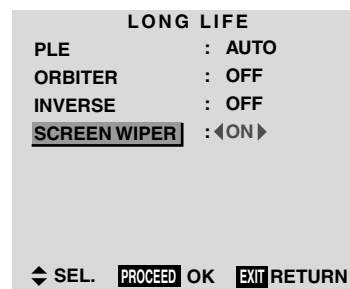 LONG LIFE
PLE : AUTO
ORBITER : OFF
INVERSE : OFF
SCREEN WIPER : ◀ON▶
▲▼ SEL. PROCEED OK EXIT RETURN